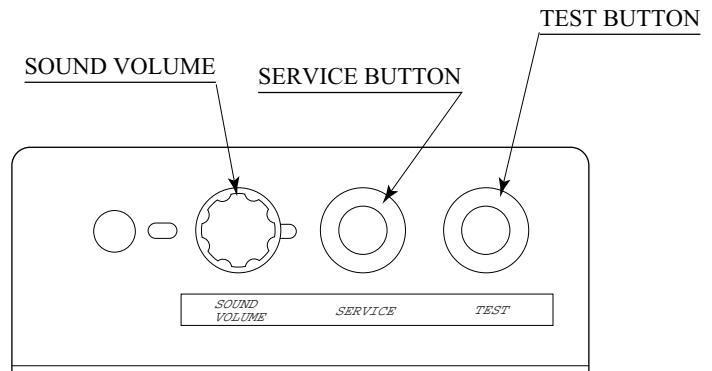 TEST BUTTON
SOUND VOLUME
SERVICE BUTTON
SOUND
VOLUME
SERVICE
TEST